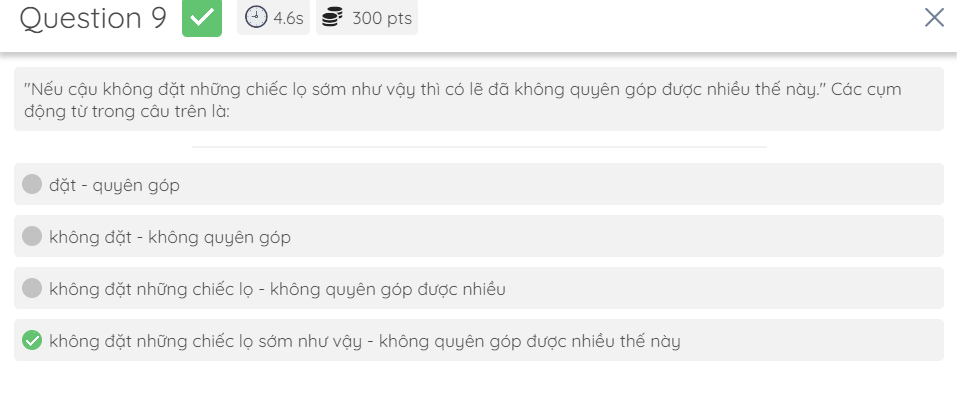 Question 9 4.6s 300 pts
"Nếu cậu không đặt những chiếc lọ sớm như vậy thì có lẽ đã không quyên góp được nhiều thế này." Các cụm
động từ trong câu trên là:
đặt - quyên góp
không đặt - không quyên góp
không đặt những chiếc lọ - không quyên góp được nhiều
không đặt những chiếc lọ sớm như vậy - không quyên góp được nhiều thế này